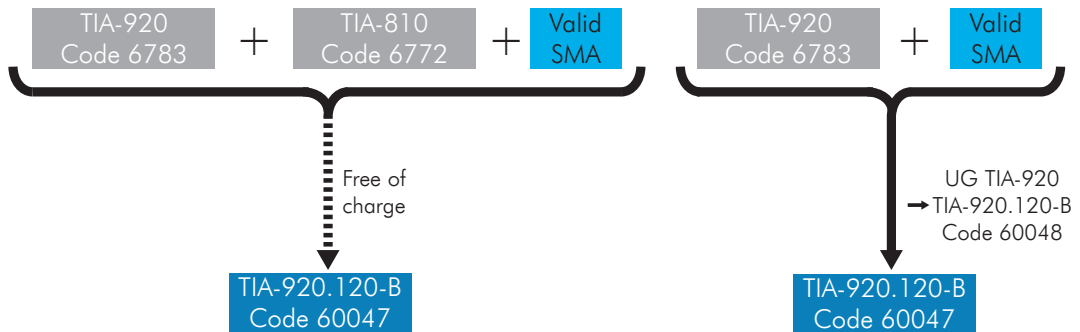 TIA-920
Code 6783
+
TIA-810
Code 6772
+
Valid
SMA
Free of
charge
TIA-920.120-B
Code 60047
TIA-920
Code 6783
+
Valid
SMA
UG TIA-920
→TIA-920.120-B
Code 60048
TIA-920.120-B
Code 60047